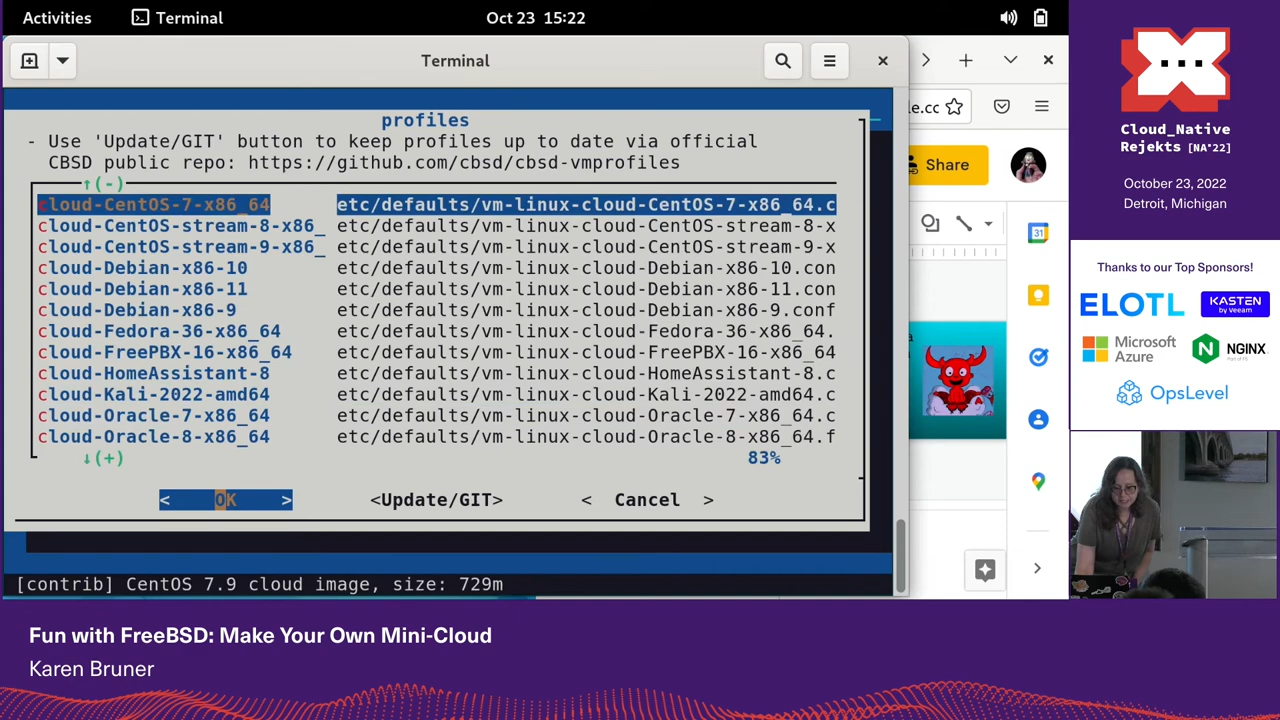 Activities
Terminal
Oct 23 15:22
Terminal
le.cc
Share
profiles
- Use 'Update/GIT' button to keep profiles up to date via official
CBSD public repo: https://github.com/cbsd/cbsd-vmprofiles
↑(-)
cloud-CentOS-7-x86_64 etc/defaults/vm-linux-cloud-CentOS-7-x86_64.c
cloud-CentOS-stream-8-x86_ etc/defaults/vm-linux-cloud-CentOS-stream-8-x
cloud-CentOS-stream-9-x86_ etc/defaults/vm-linux-cloud-CentOS-stream-9-x
cloud-Debian-x86-10 etc/defaults/vm-linux-cloud-Debian-x86-10.con
cloud-Debian-x86-11 etc/defaults/vm-linux-cloud-Debian-x86-11.con
cloud-Debian-x86-9 etc/defaults/vm-linux-cloud-Debian-x86-9.conf
cloud-Fedora-36-x86_64 etc/defaults/vm-linux-cloud-Fedora-36-x86_64.
cloud-FreePBX-16-x86_64 etc/defaults/vm-linux-cloud-FreePBX-16-x86_64
cloud-HomeAssistant-8 etc/defaults/vm-linux-cloud-HomeAssistant-8.c
cloud-Kali-2022-amd64 etc/defaults/vm-linux-cloud-Kali-2022-amd64.c
cloud-Oracle-7-x86_64 etc/defaults/vm-linux-cloud-Oracle-7-x86_64.c
cloud-Oracle-8-x86_64 etc/defaults/vm-linux-cloud-Oracle-8-x86_64.f
↓(+) 83%
< OK > <Update/GIT> < Cancel >
[contrib] CentOS 7.9 cloud image, size: 729m
31
Cloud_Native
Rejekts [NA'22]
October 23, 2022
Detroit, Michigan
Thanks to our Top Sponsors!
ELOTL
KASTEN
by Veeam
Microsoft
Azure
NGINX
Part of F5
OpsLevel
Fun with FreeBSD: Make Your Own Mini-Cloud
Karen Bruner